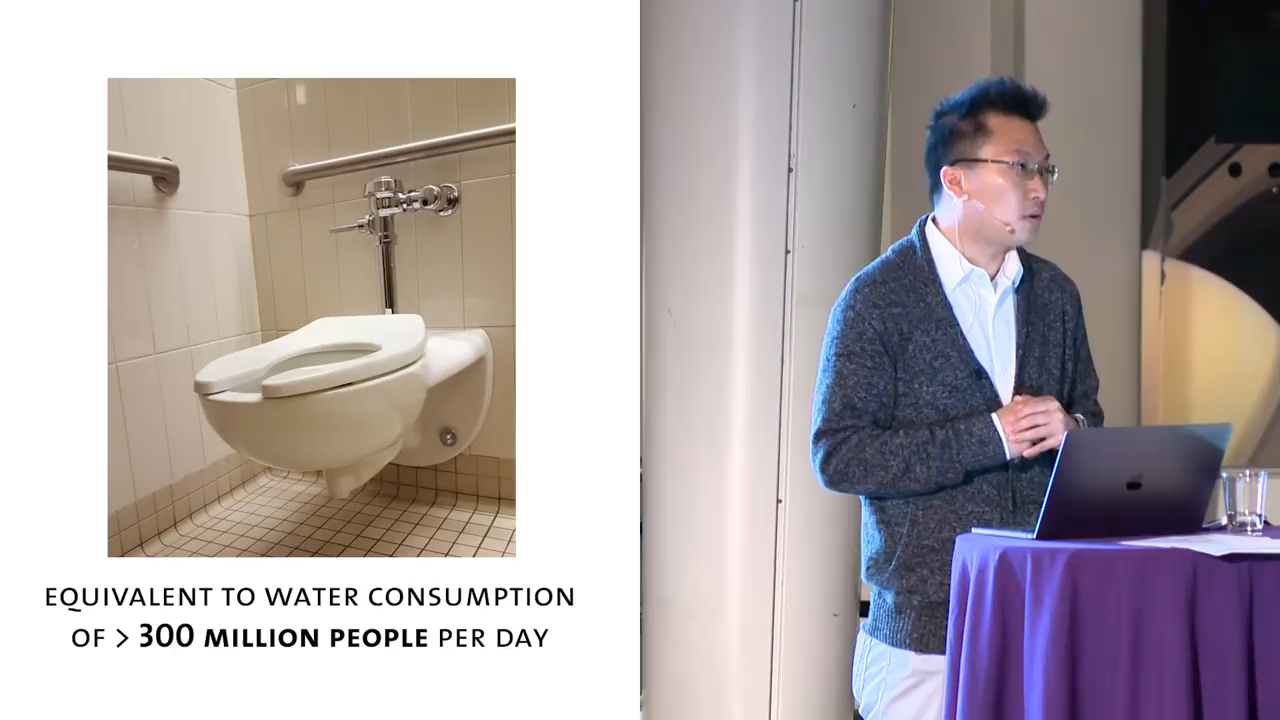 EQUIVALENT TO WATER CONSUMPTION
OF > 300 MILLION PEOPLE PER DAY